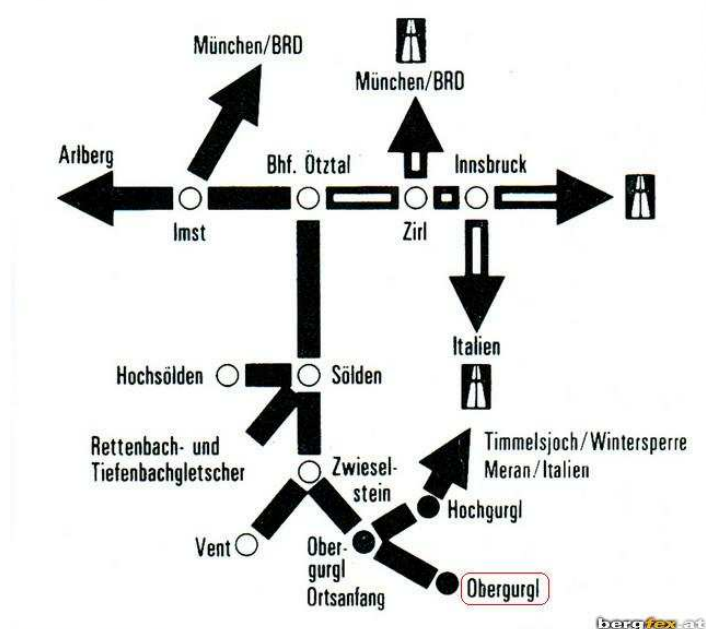 München/BRD
München/BRD
Arlberg
Bhf. Ötztal
Innsbruck
Imst
Zirl
Italien
Hochsölden
Sölden
Rettenbach- und
Tiefenbachgletscher
Timmelsjoch/Wintersperre
Meran/Italien
Zwiesel-
stein
Hochgurgl
Vent
Ober-
gurgl
Ortsanfang
Obergurgl
bergfex.at